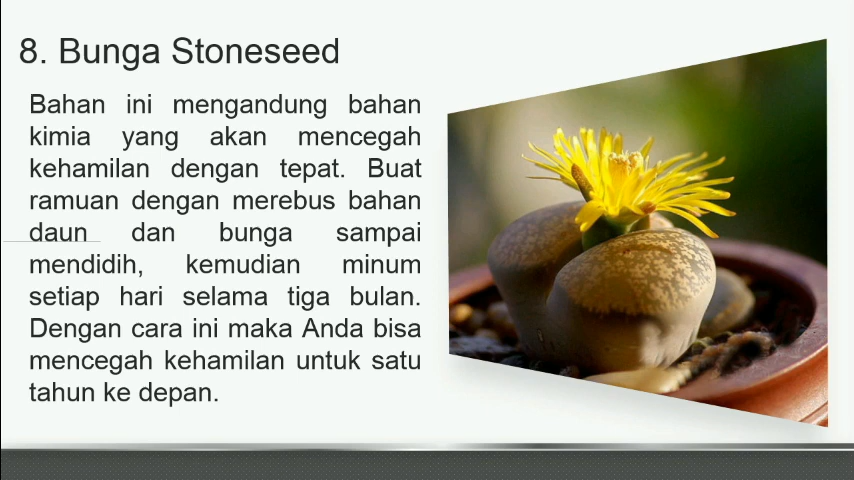 8. Bunga Stoneseed
Bahan ini mengandung bahan
kimia yang akan mencegah
kehamilan dengan tepat. Buat
ramuan dengan merebus bahan
daun dan bunga sampai
mendidih, kemudian minum
setiap hari selama tiga bulan.
Dengan cara ini maka Anda bisa
mencegah kehamilan untuk satu
tahun ke depan.